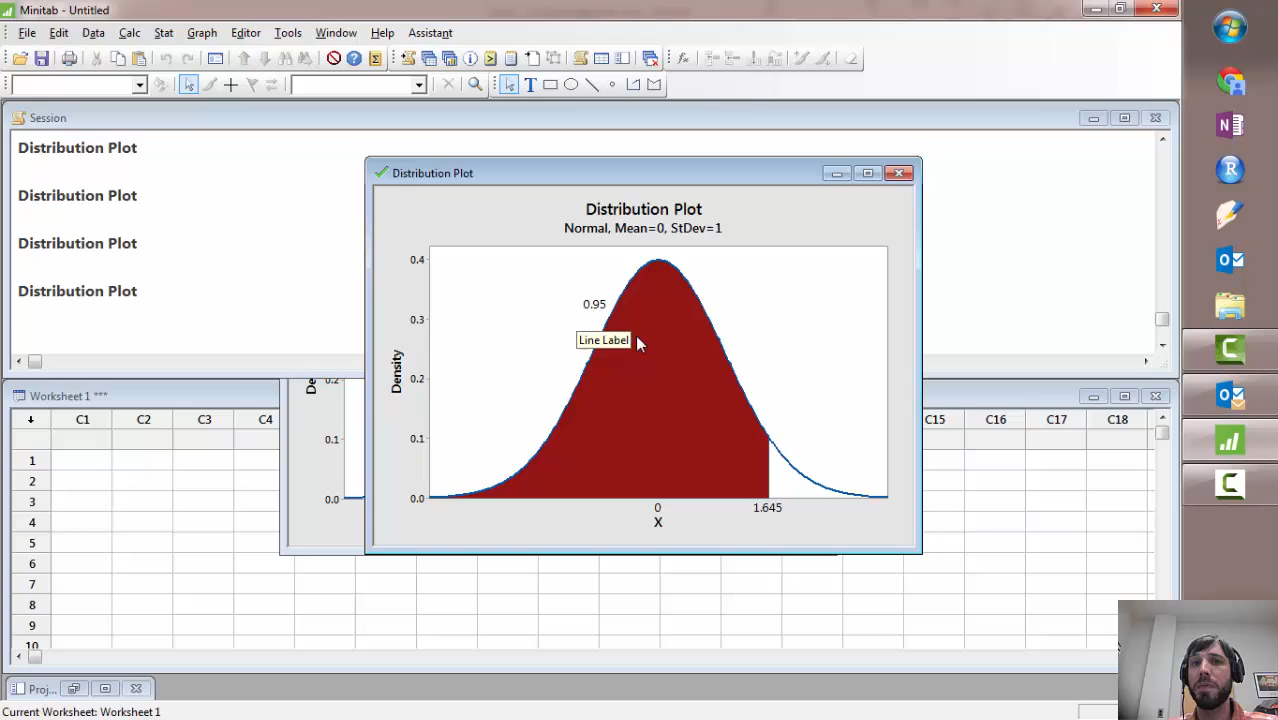 Minitab - Untitled
File Edit Data Calc Stat Graph Editor Tools Window Help Assistant
Session
Distribution Plot
Distribution Plot
Distribution Plot
Distribution Plot
Distribution Plot
Distribution Plot
Normal, Mean=0, StDev=1
0.4
0.3
0.2
0.1
0.0
Density
0.95
Line Label
0 1.645
X
0.2
0.1
0.0
Worksheet 1 ***
C1 C2 C3 C4 C15 C16 C17 C18
1
2
3
4
5
6
7
8
9
10
Proj...
Current Worksheet: Worksheet 1